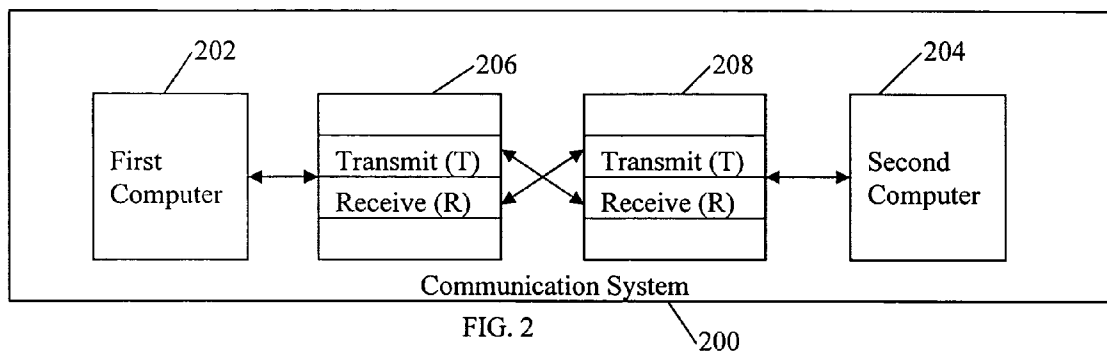 202
206
208
204
First
Computer
Transmit (T)
Receive (R)
Transmit (T)
Receive (R)
Second
Computer
Communication System
FIG. 2
200